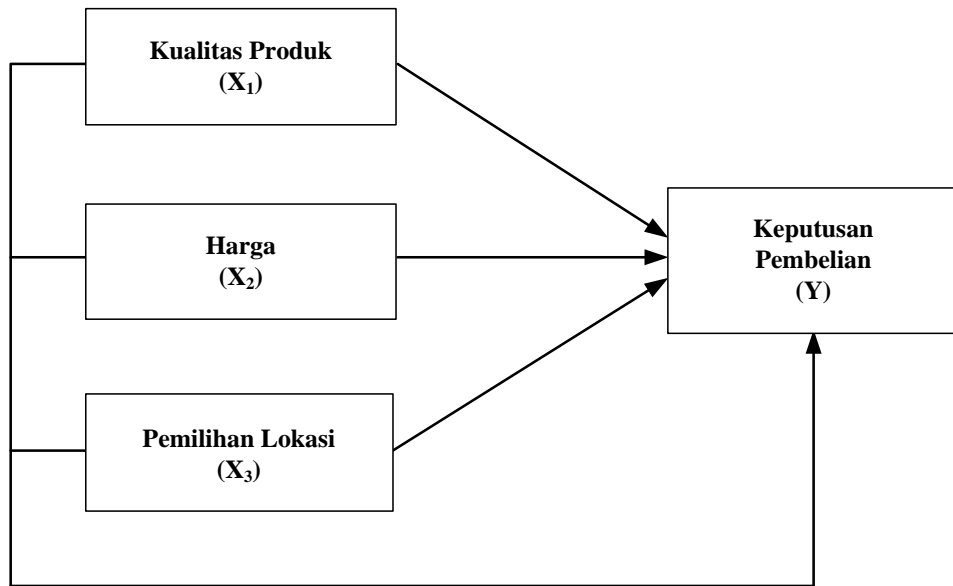 Kualitas Produk
(X₁)
Harga
(X₂)
Pemilihan Lokasi
(X₃)
Keputusan
Pembelian
(Y)